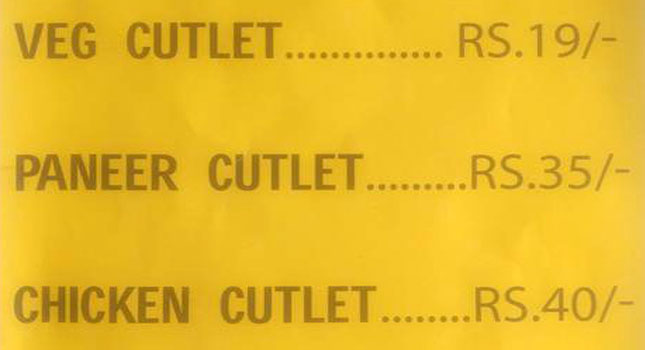 VEG CUTLET.............. RS.19/-
PANEER CUTLET.........RS.35/-
CHICKEN CUTLET........RS.40/-